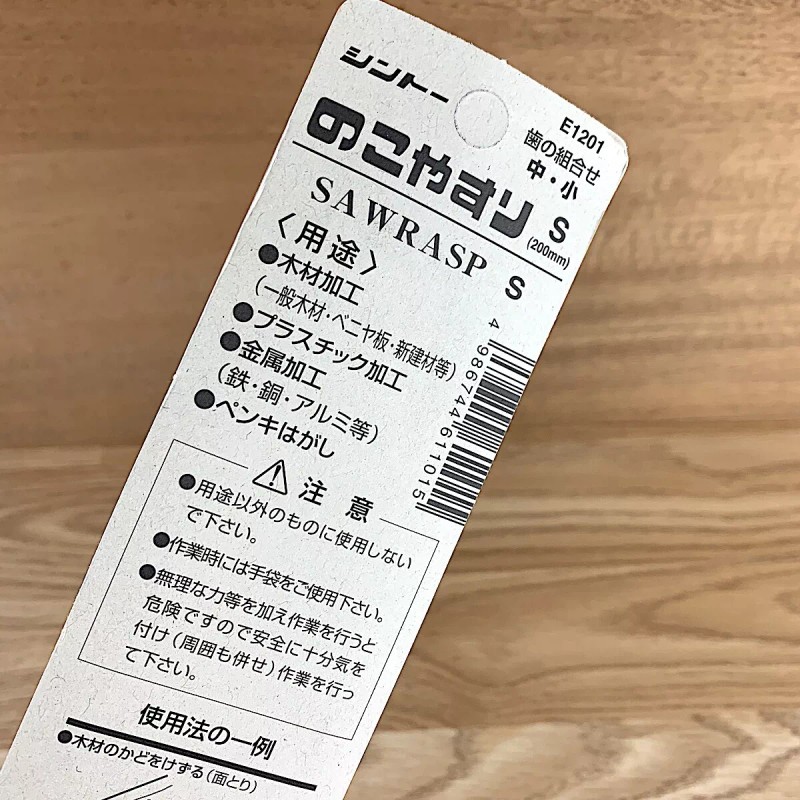 シントー
E1201
歯の組合せ
中・小
のこやすり S
(200mm)
SAWRASP S
〈用途〉
●木材加工
(一般木材・ベニヤ板・新建材等)
●プラスチック加工
●金属加工
(鉄・銅・アルミ等)
●ペンキはがし
4 986744 611015
⚠ 注意
●用途以外のものに使用しない
で下さい。
●作業時には手袋をご使用下さい。
●無理な力等を加え作業を行うと
危険ですので安全に十分気を
付け(周囲も併せ)作業を行っ
て下さい。
使用法の一例
●木材のかどをけずる(面とり)